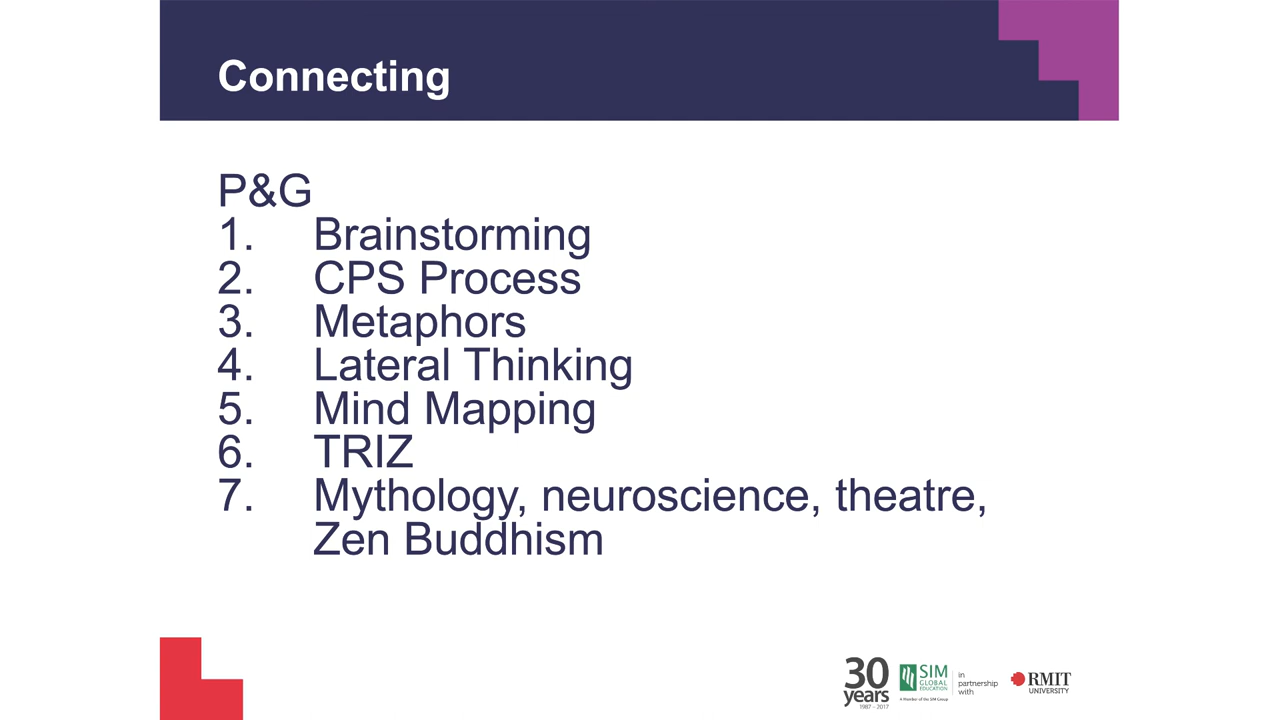 Connecting
P&G
1. Brainstorming
2. CPS Process
3. Metaphors
4. Lateral Thinking
5. Mind Mapping
6. TRIZ
7. Mythology, neuroscience, theatre,
Zen Buddhism
30
years
1987 - 2017
SIM
GLOBAL
EDUCATION
A Member of the SIM Group
in
partnership
with
RMIT
UNIVERSITY